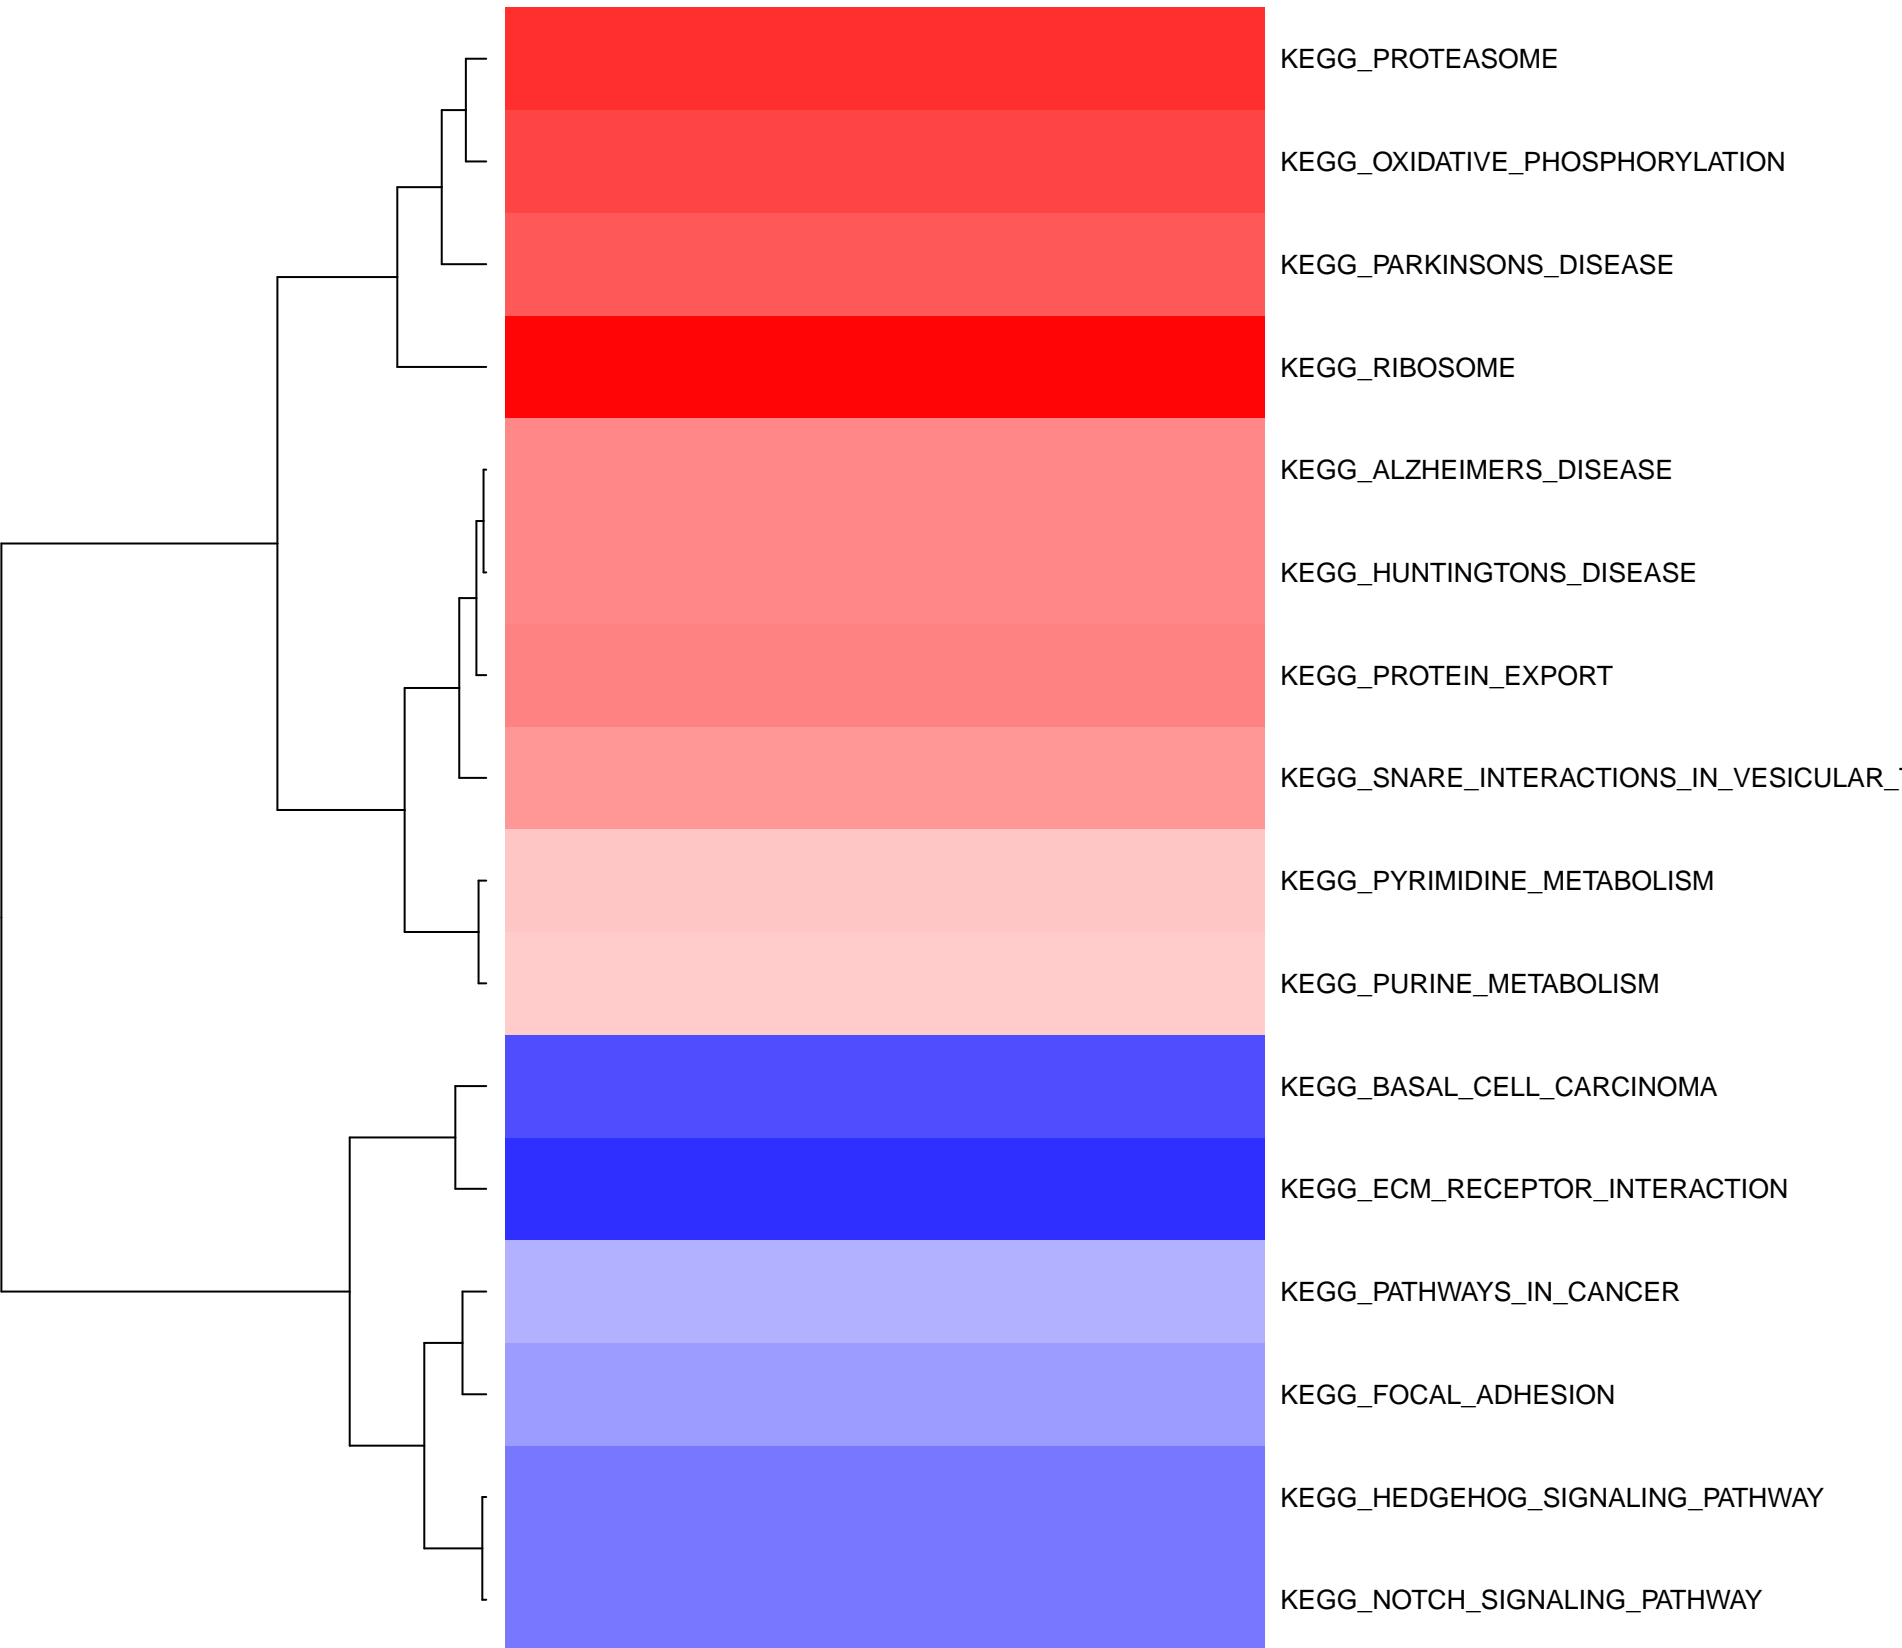 KEGG_PROTEASOME
KEGG_OXIDATIVE_PHOSPHORYLATION
KEGG_PARKINSONS_DISEASE
KEGG_RIBOSOME
KEGG_ALZHEIMERS_DISEASE
KEGG_HUNTINGTONS_DISEASE
KEGG_PROTEIN_EXPORT
KEGG_SNARE_INTERACTIONS_IN_VESICULAR_
KEGG_PYRIMIDINE_METABOLISM
KEGG_PURINE_METABOLISM
KEGG_BASAL_CELL_CARCINOMA
KEGG_ECM_RECEPTOR_INTERACTION
KEGG_PATHWAYS_IN_CANCER
KEGG_FOCAL_ADHESION
KEGG_HEDGEHOG_SIGNALING_PATHWAY
KEGG_NOTCH_SIGNALING_PATHWAY